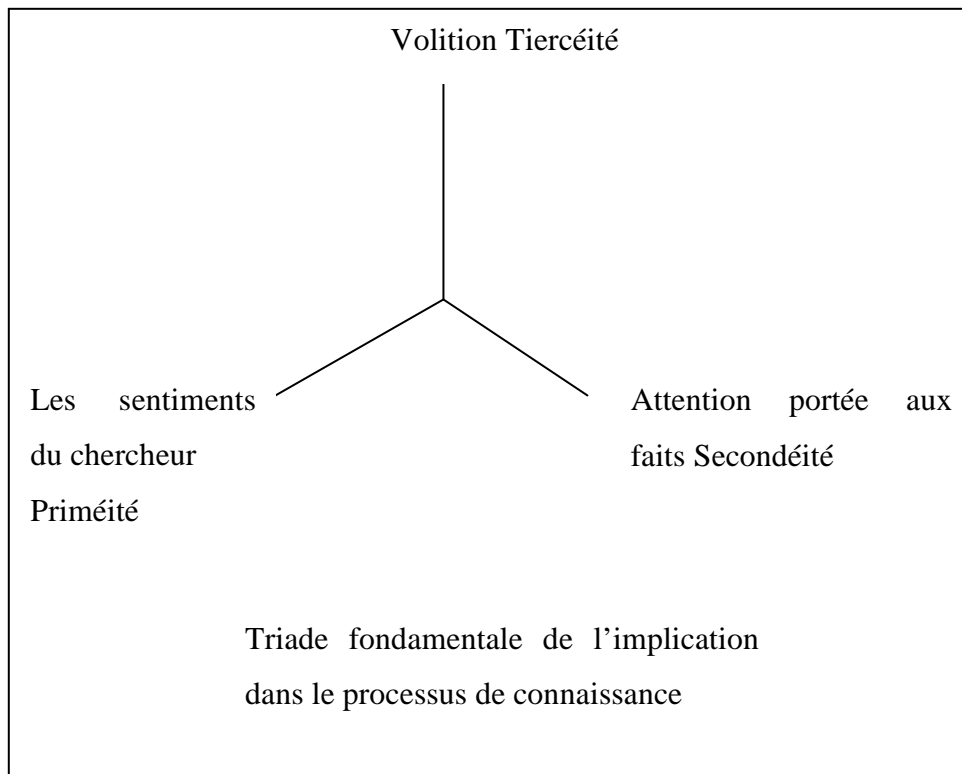 Volition Tiercéité
Les sentiments
du chercheur
Priméité
Attention portée aux
faits Secondéité
Triade fondamentale de l’implication
dans le processus de connaissance